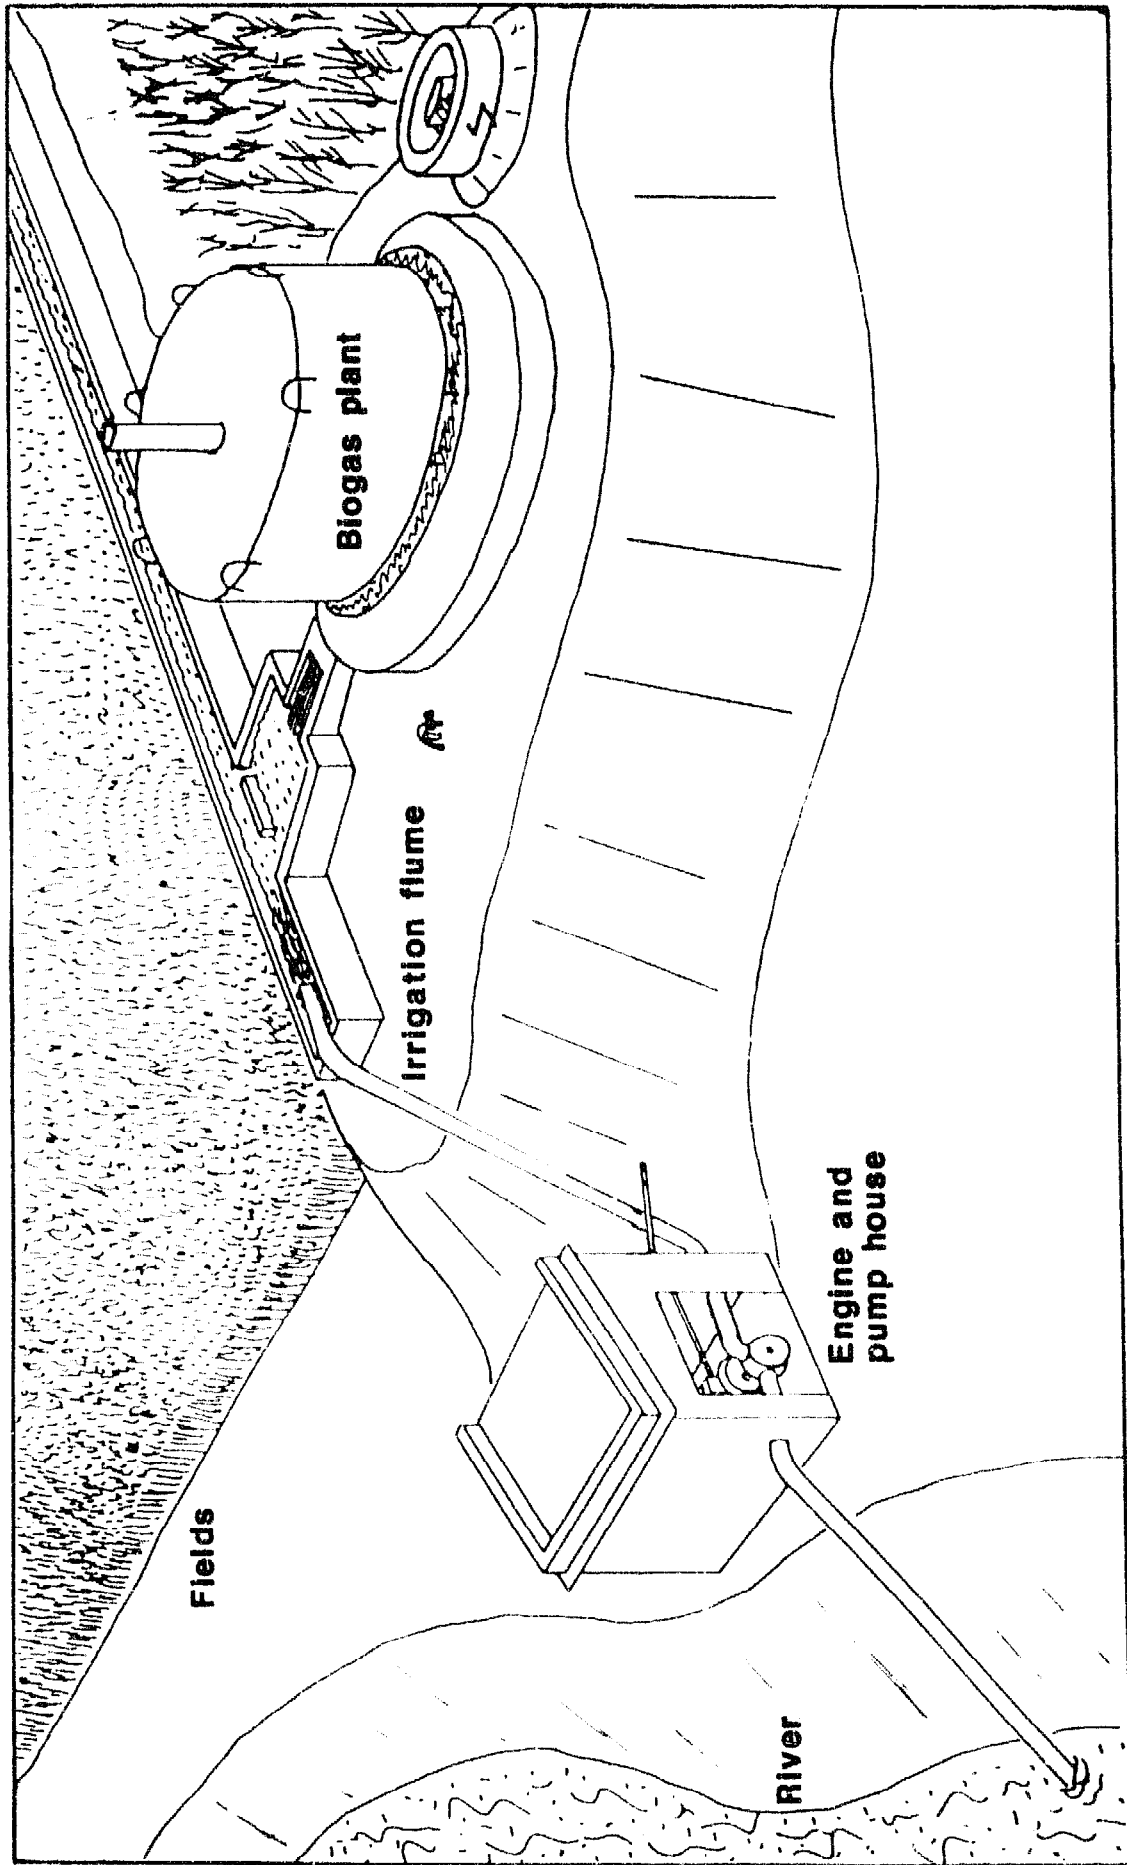 Fields
Biogas plant
Irrigation flume
River
Engine and
pump house